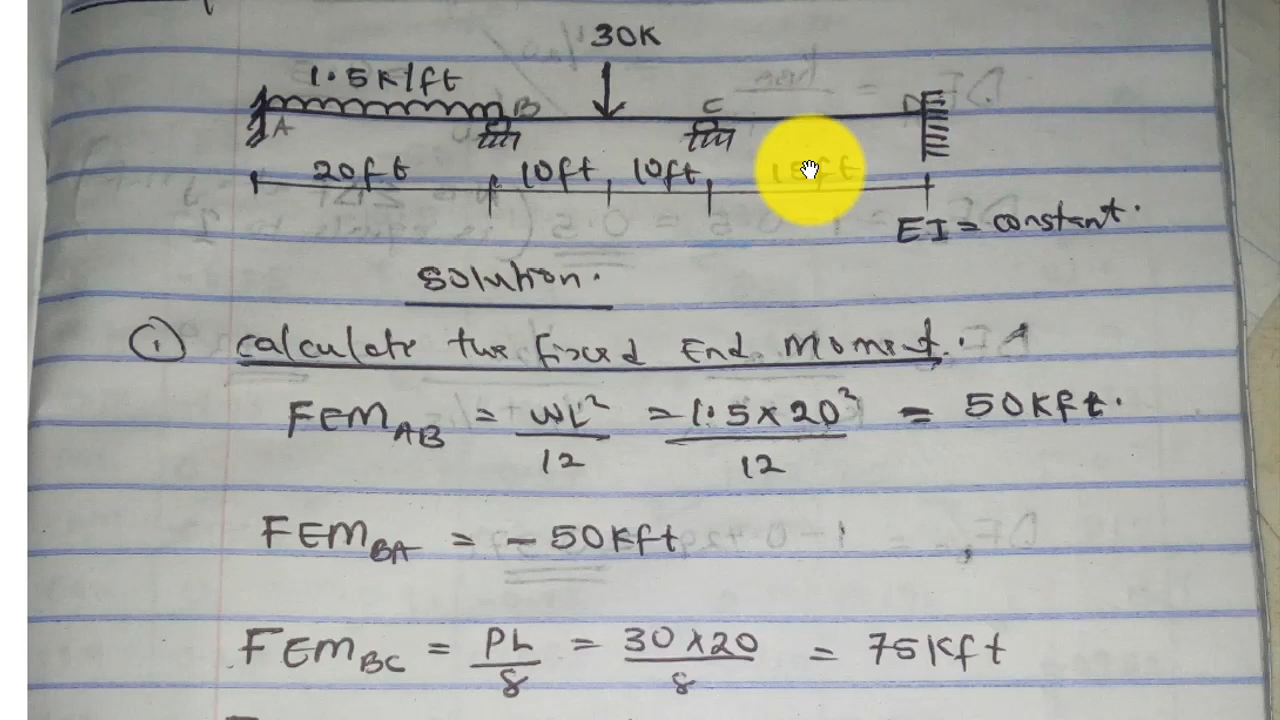 30K
1.5K/ft
A B C
20ft 10ft, 10ft, 15ft
EI = constant.
Solution.
① Calculate the Fixed End Moment.
FEM_AB = WL²/12 = 1.5 x 20²/12 = 50Kft.
FEM_BA = - 50Kft
FEM_BC = PL/8 = 30 x 20/8 = 75Kft